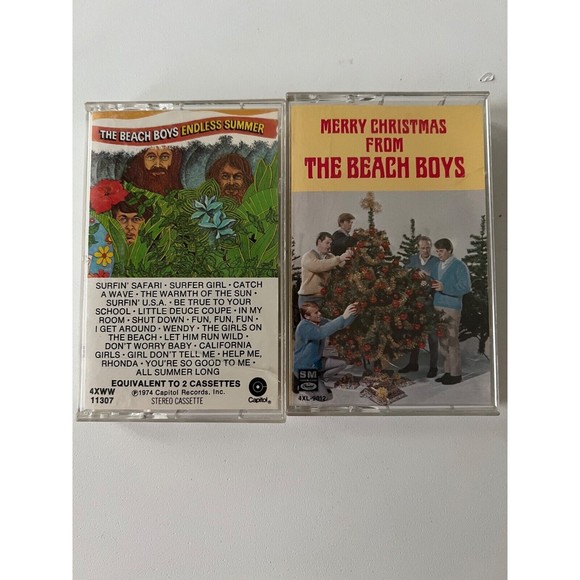 THE BEACH BOYS ENDLESS SUMMER
SURFIN' SAFARI · SURFER GIRL · CATCH
A WAVE · THE WARMTH OF THE SUN ·
SURFIN' U.S.A. · BE TRUE TO YOUR
SCHOOL · LITTLE DEUCE COUPE · IN MY
ROOM · SHUT DOWN · FUN, FUN, FUN ·
I GET AROUND · WENDY · THE GIRLS ON
THE BEACH · LET HIM RUN WILD ·
DON'T WORRY BABY · CALIFORNIA
GIRLS · GIRL DON'T TELL ME · HELP ME,
RHONDA · YOU'RE SO GOOD TO ME ·
ALL SUMMER LONG
EQUIVALENT TO 2 CASSETTES
4XWW
11307
℗1974 Capitol Records, Inc.
STEREO CASSETTE
Capitol®
MERRY CHRISTMAS
FROM
THE BEACH BOYS
SM